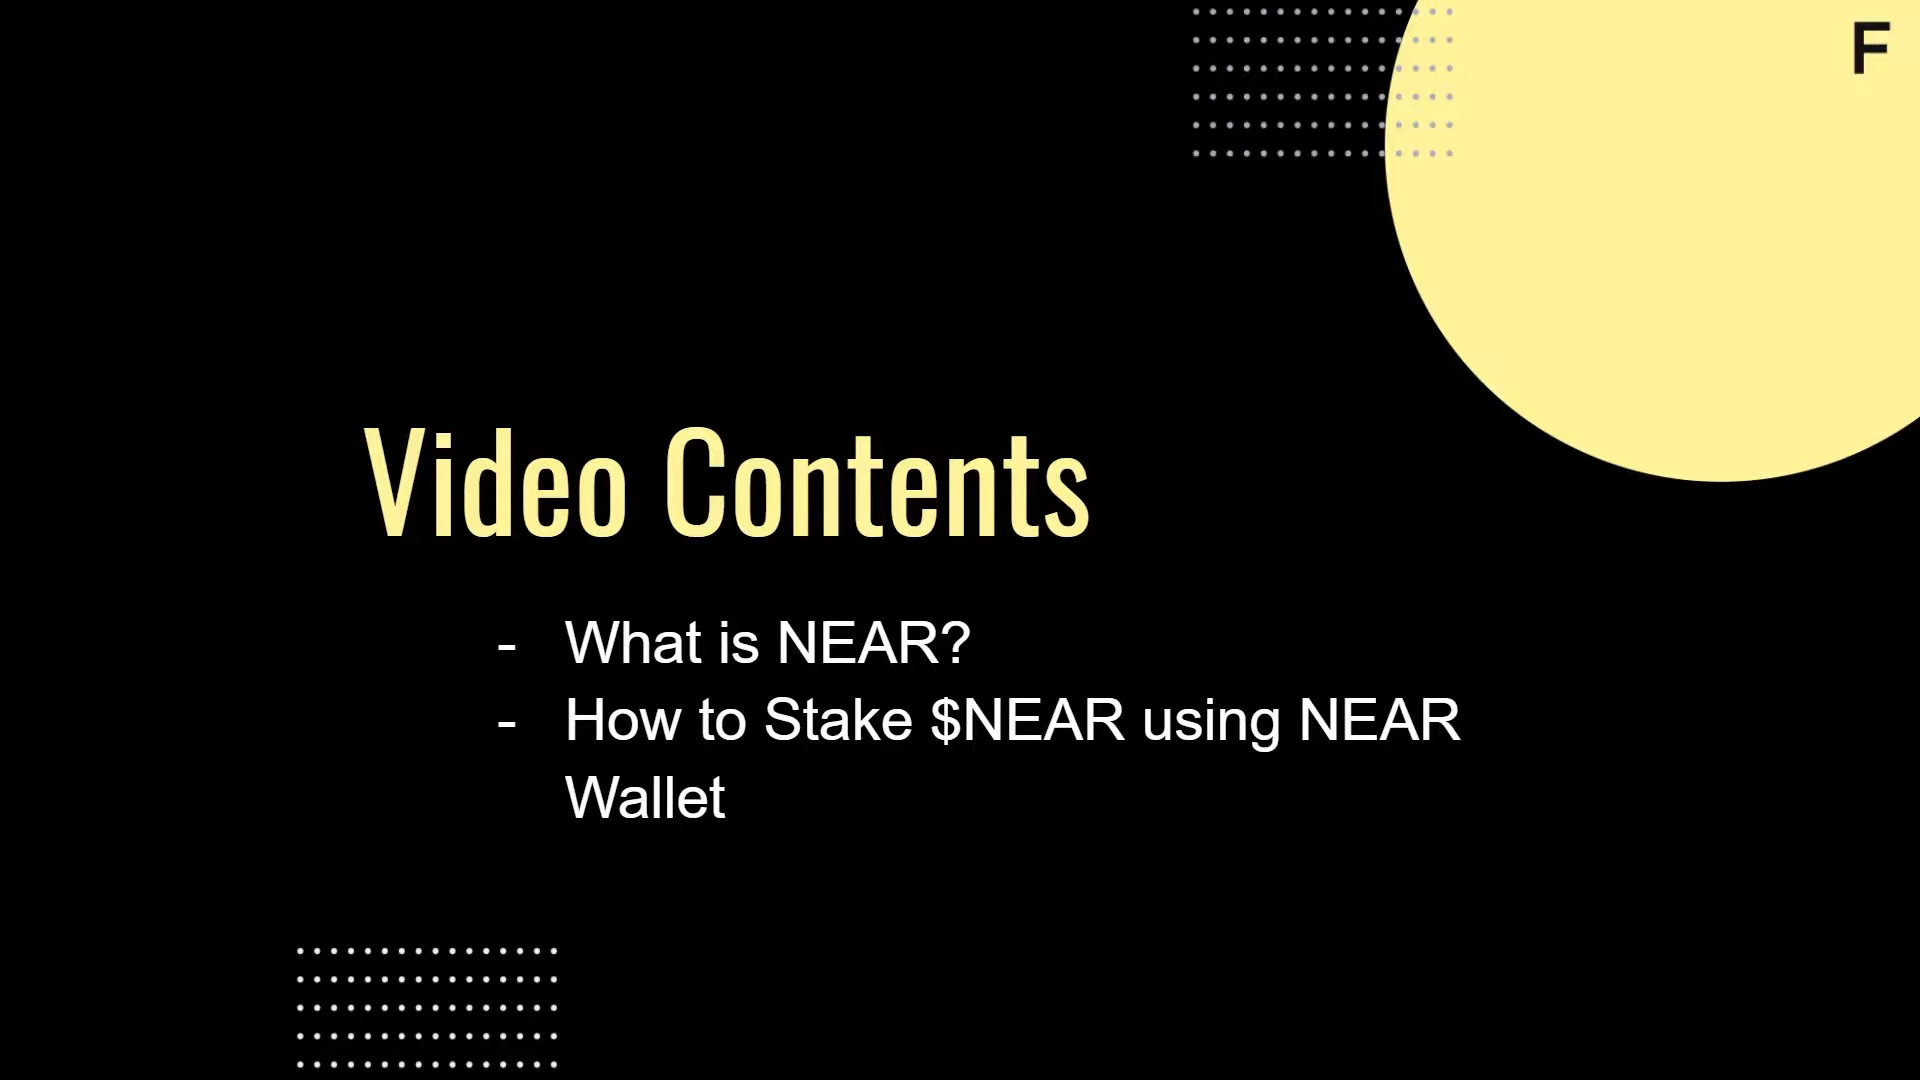 F
Video Contents
- What is NEAR?
- How to Stake $NEAR using NEAR
Wallet